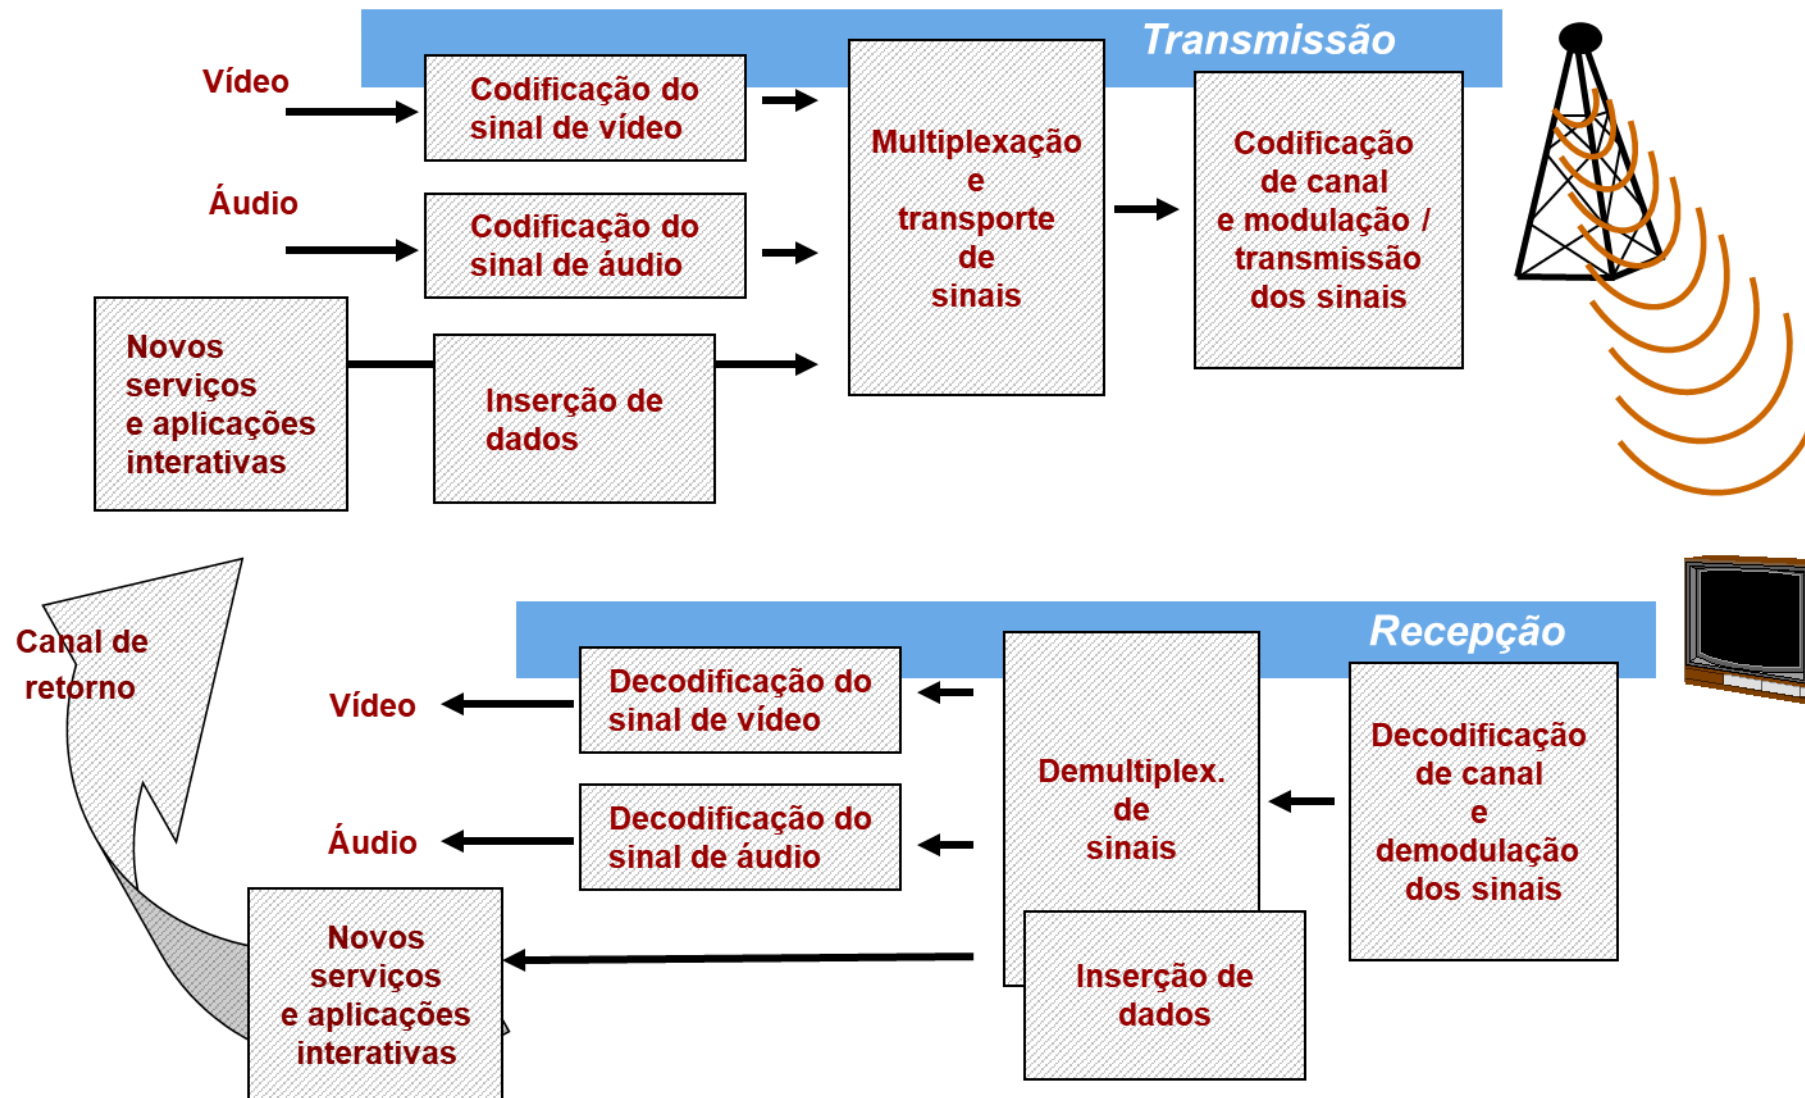 Transmissão
Vídeo
Codificação do
sinal de vídeo
Áudio
Codificação do
sinal de áudio
Novos
serviços
e aplicações
interativas
Inserção de
dados
Multiplexação
e
transporte
de
sinais
Codificação
de canal
e modulação /
transmissão
dos sinais
Canal de
retorno
Recepção
Vídeo
Decodificação do
sinal de vídeo
Áudio
Decodificação do
sinal de áudio
Novos
serviços
e aplicações
interativas
Demultiplex.
de
sinais
Inserção de
dados
Decodificação
de canal
e
demodulação
dos sinais